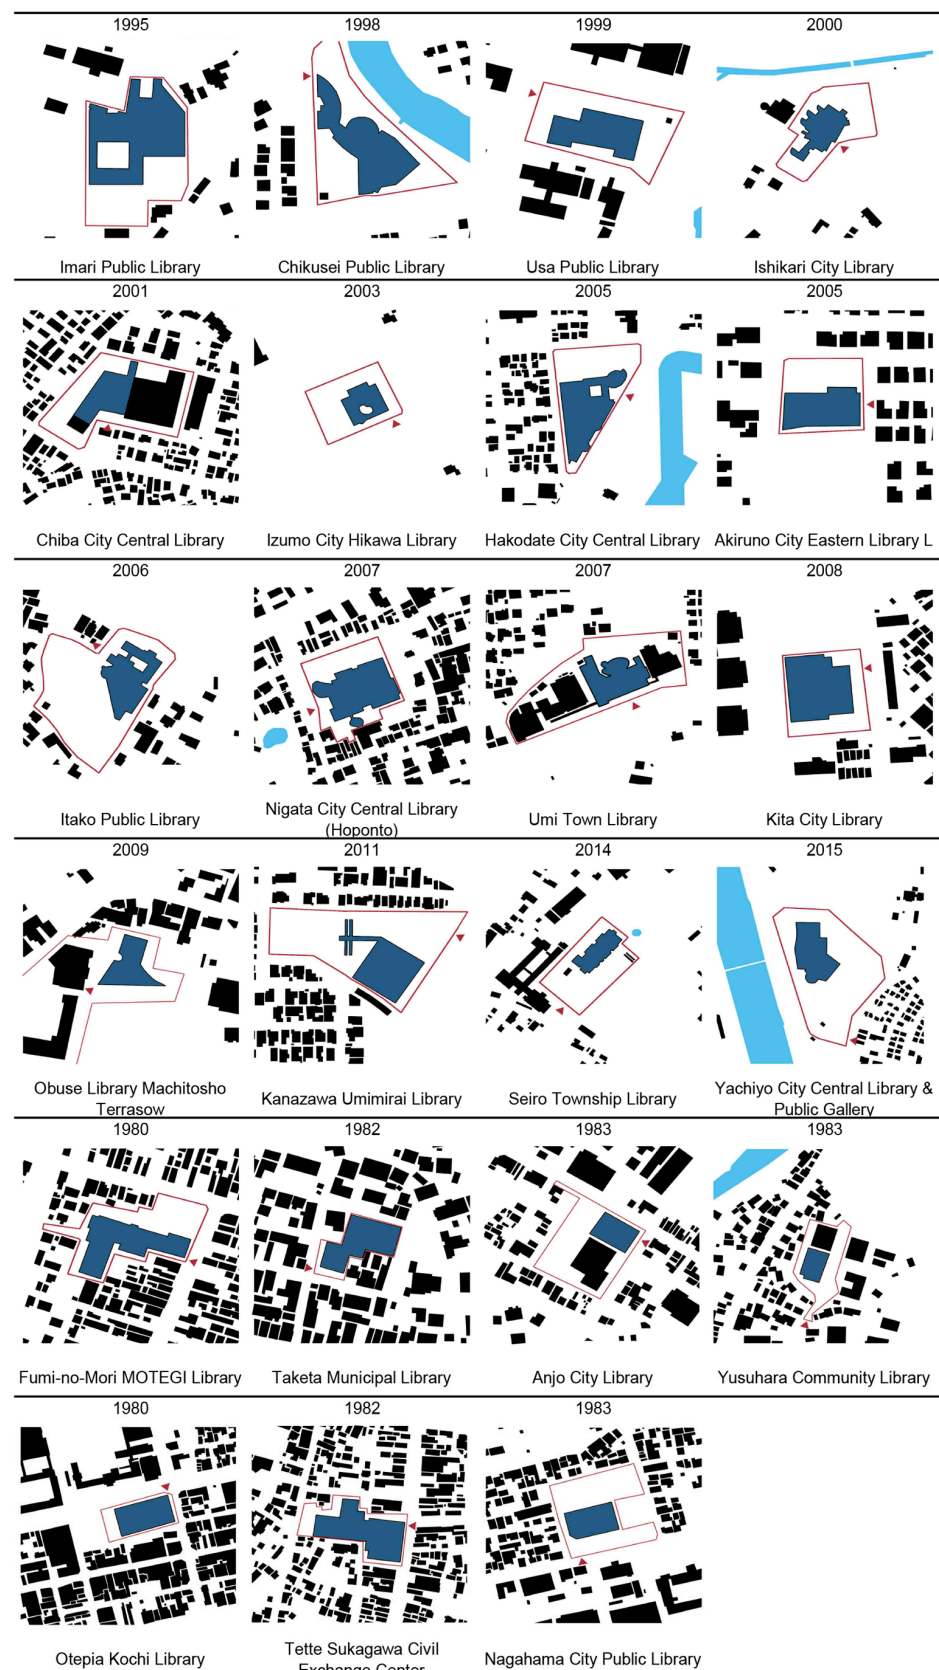 1995 1998 1999 2000
Imari Public Library Chikusei Public Library Usa Public Library Ishikari City Library
2001 2003 2005 2005
Chiba City Central Library Izumo City Hikawa Library Hakodate City Central Library Akiruno City Eastern Library L
2006 2007 2007 2008
Itako Public Library Nigata City Central Library Umi Town Library Kita City Library
(Hoponto)
2009 2011 2014 2015
Obuse Library Machitosho Kanazawa Umimirai Library Seiro Township Library Yachiyo City Central Library &
Terrasow Public Gallery
1980 1982 1983 1983
Fumi-no-Mori MOTEGI Library Taketa Municipal Library Anjo City Library Yusuhara Community Library
1980 1982 1983
Otepia Kochi Library Tette Sukagawa Civil Nagahama City Public Library
Exchange Center